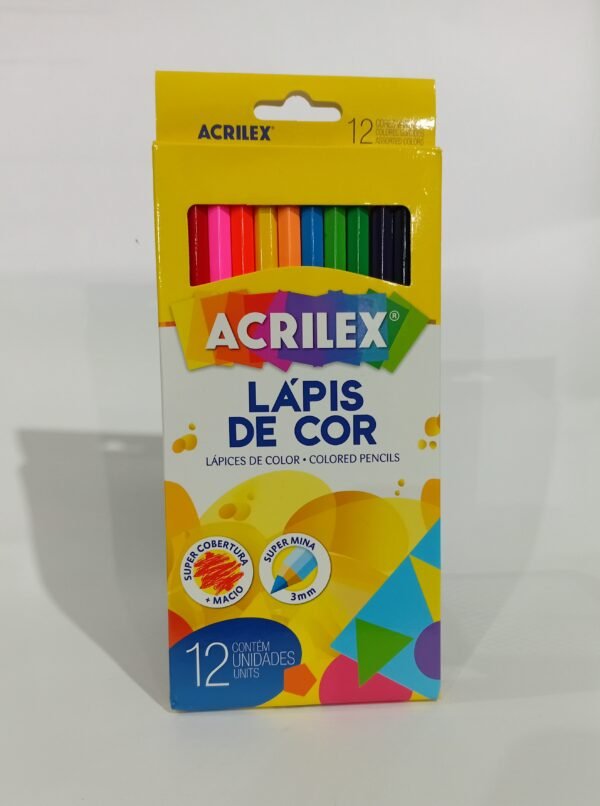 ACRILEX®
12
ACRILEX®
LÁPIS
DE COR
LÁPICES DE COLOR • COLORED PENCILS
SUPER COBERTURA
+ MACIO
SUPER MINA
3mm
12 CONTÉM
UNIDADES
UNITS